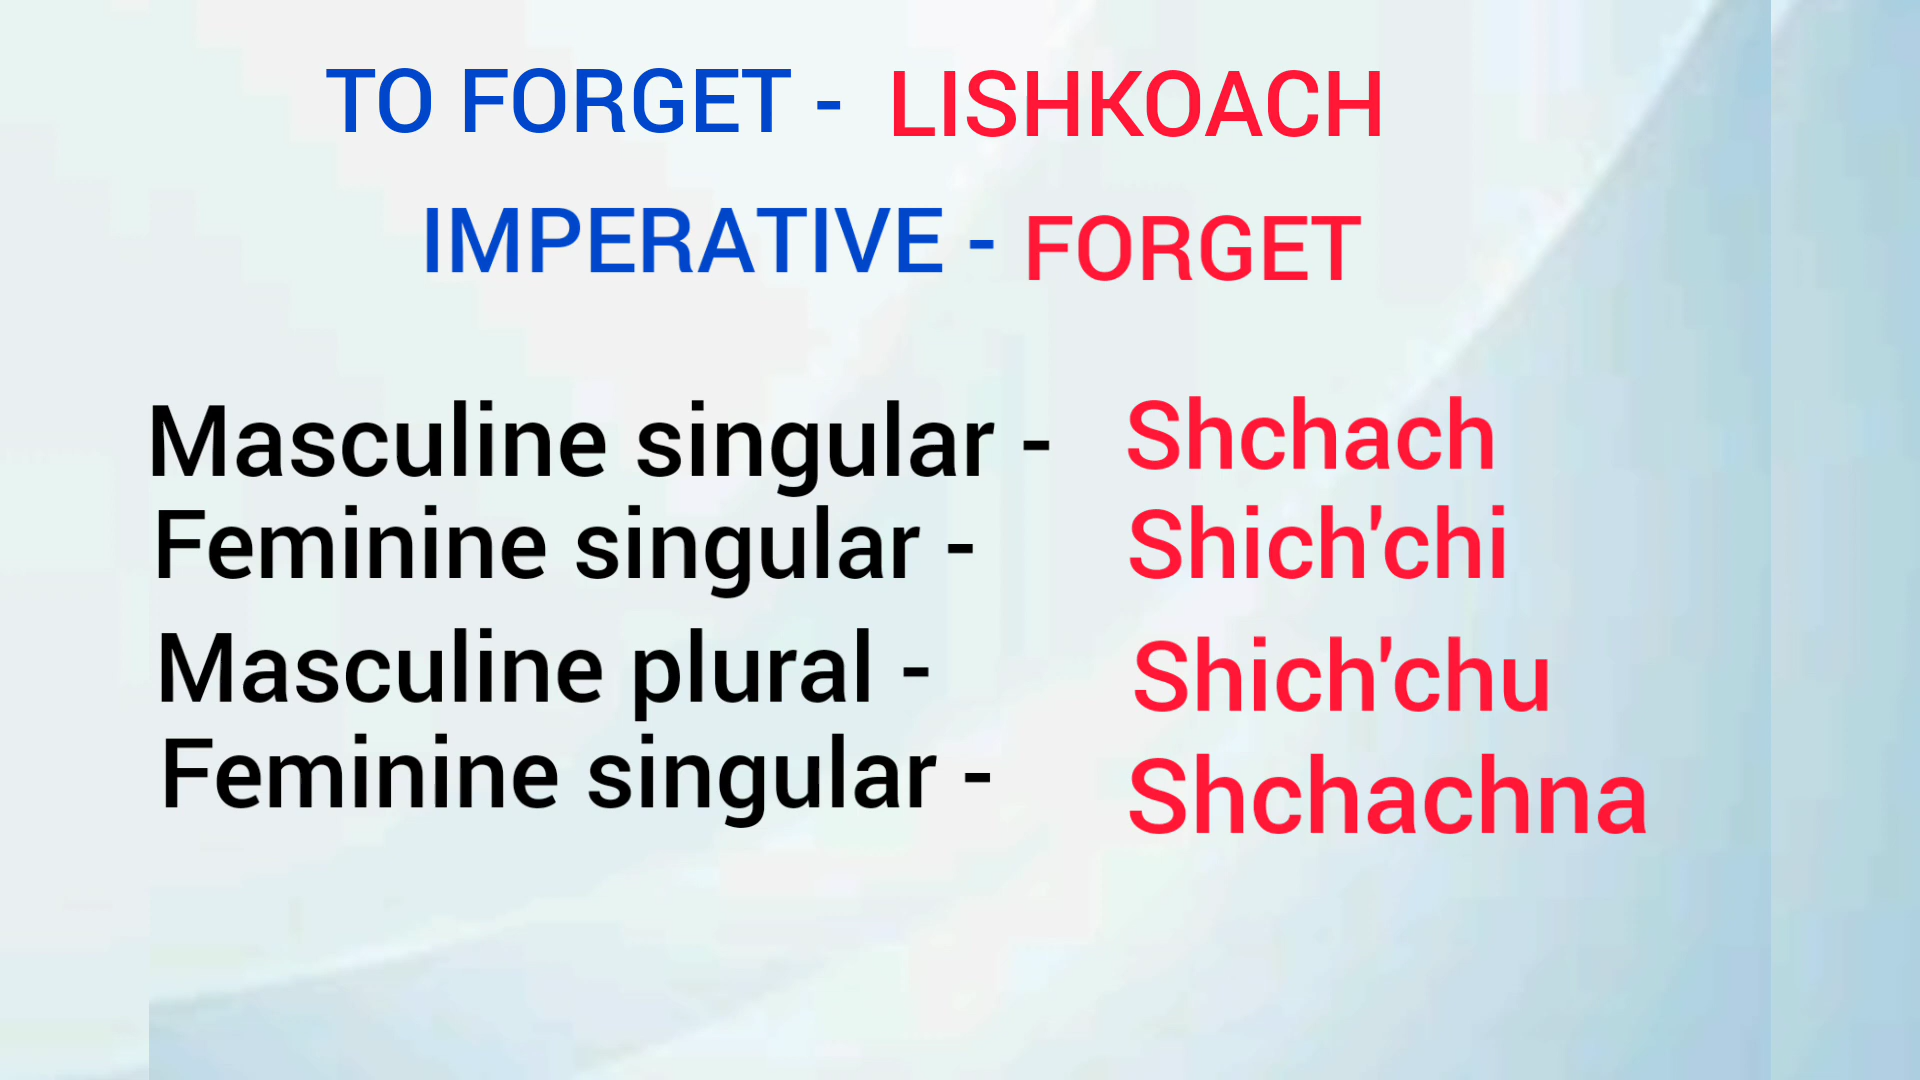 TO FORGET - LISHKOACH
IMPERATIVE - FORGET
Masculine singular - Shchach
Feminine singular - Shich'chi
Masculine plural - Shich'chu
Feminine singular - Shchachna